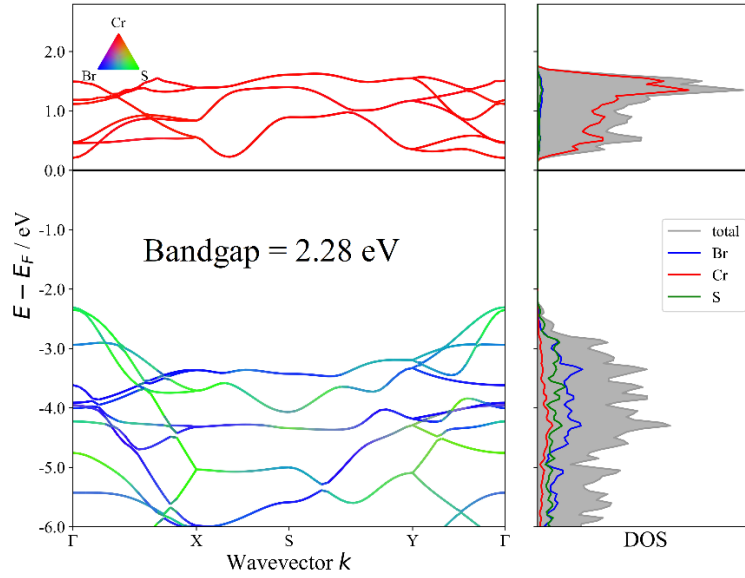 Cr
Br
S
2.0
1.0
0.0
-1.0
-2.0
-3.0
-4.0
-5.0
-6.0
E − E_F / eV
Bandgap = 2.28 eV
Γ
X
S
Y
Γ
Wavevector k
total
Br
Cr
S
DOS